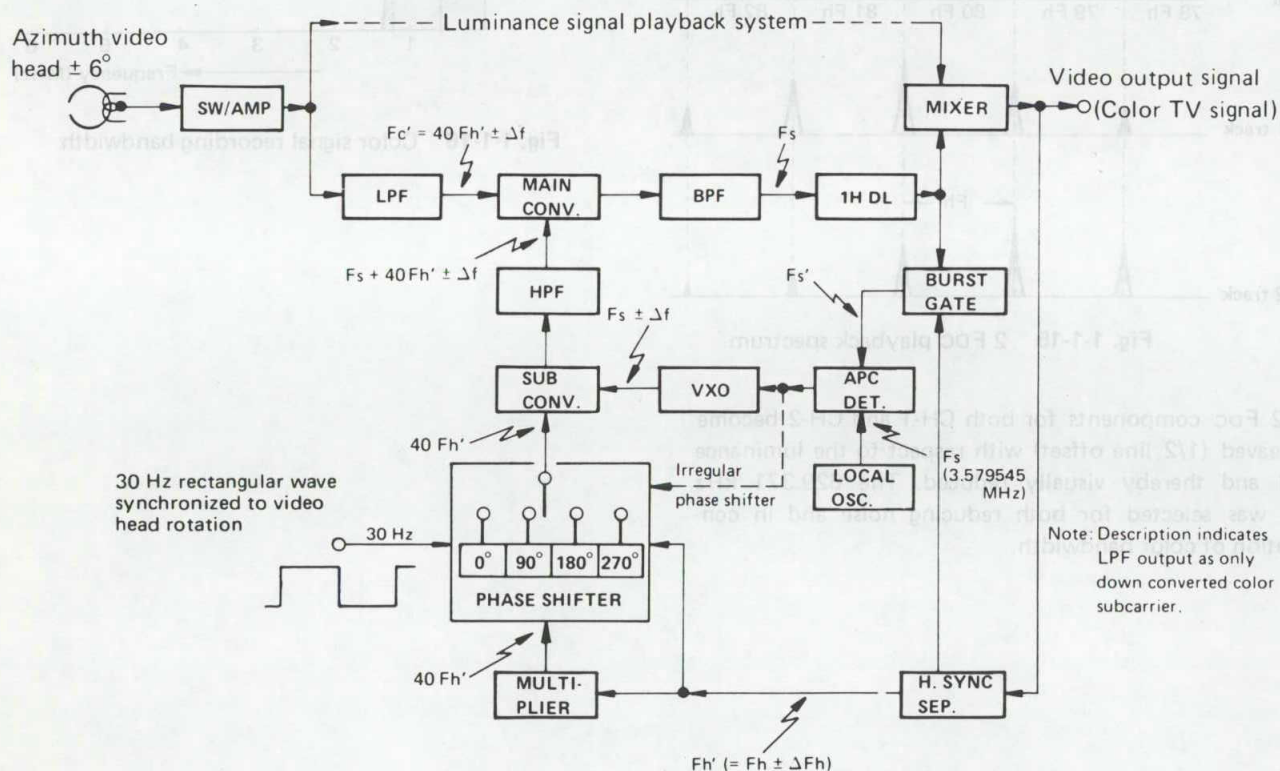 Luminance signal playback system
Azimuth video
head ± 6°
SW/AMP
MIXER
Video output signal
(Color TV signal)
Fc' = 40 Fh' ± Δf
Fs
LPF
MAIN
CONV.
BPF
1H DL
Fs + 40Fh' ± Δf
HPF
Fs'
BURST
GATE
Fs ± Δf
SUB
CONV.
VXO
APC
DET.
40 Fh'
Irregular
phase shifter
LOCAL
OSC.
Fs
(3.579545
MHz)
30 Hz rectangular wave
synchronized to video
head rotation
30 Hz
0° 90° 180° 270°
PHASE SHIFTER
Note: Description indicates
LPF output as only
down converted color
subcarrier.
40 Fh'
MULTI-
PLIER
H. SYNC
SEP.
Fh' (= Fh ± ΔFh)